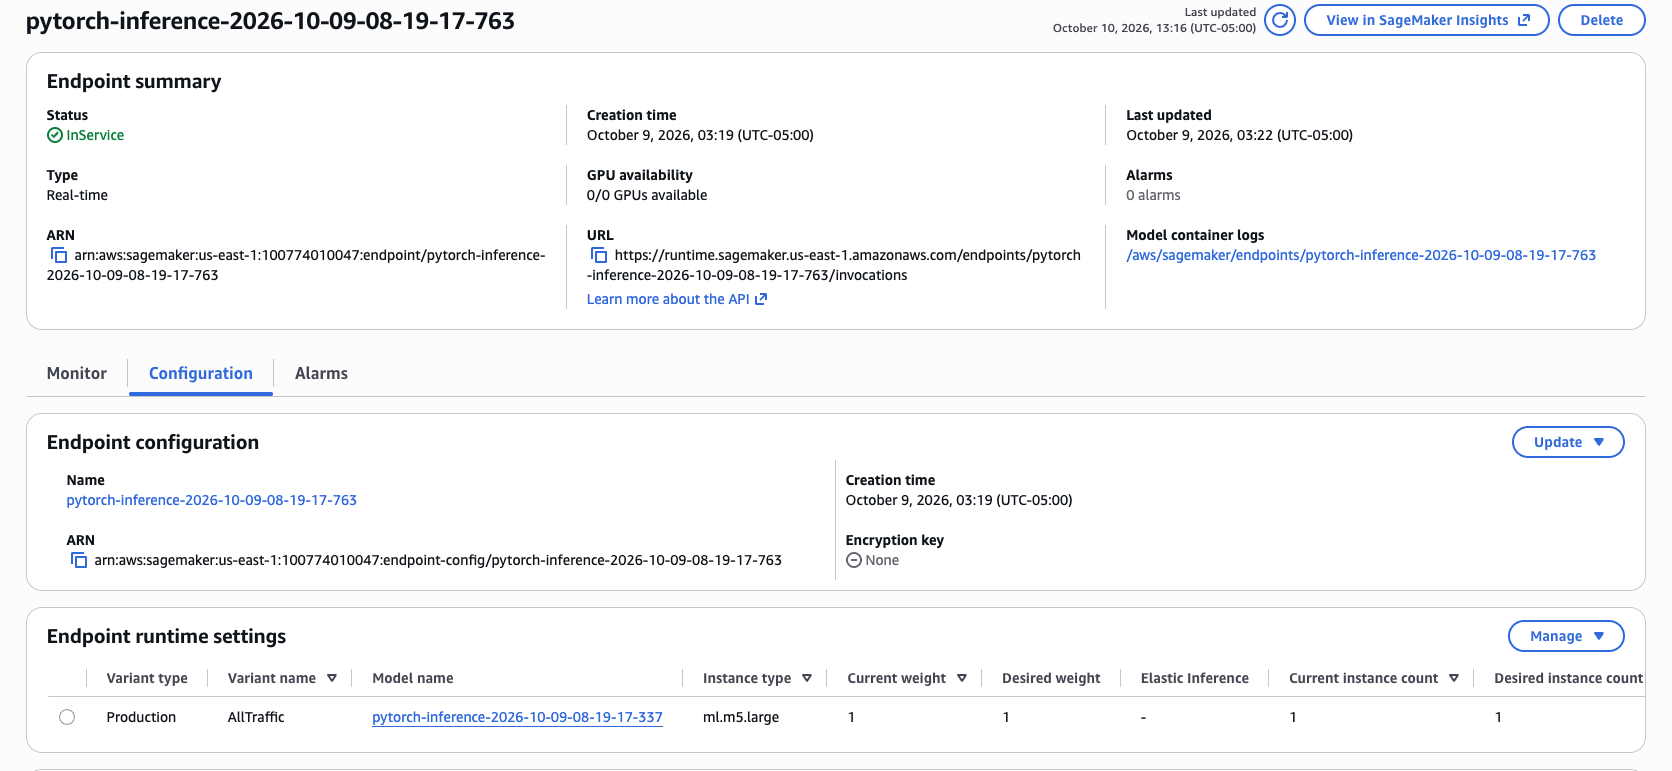 pytorch-inference-2026-10-09-08-19-17-763
Last updated
October 10, 2026, 13:16 (UTC-05:00)
View in SageMaker Insights
Delete
Endpoint summary
Status
InService
Creation time
October 9, 2026, 03:19 (UTC-05:00)
Last updated
October 9, 2026, 03:22 (UTC-05:00)
Type
Real-time
GPU availability
0/0 GPUs available
Alarms
0 alarms
ARN
arn:aws:sagemaker:us-east-1:100774010047:endpoint/pytorch-inference-
2026-10-09-08-19-17-763
URL
https://runtime.sagemaker.us-east-1.amazonaws.com/endpoints/pytorch
-inference-2026-10-09-08-19-17-763/invocations
Learn more about the API
Model container logs
/aws/sagemaker/endpoints/pytorch-inference-2026-10-09-08-19-17-763
Monitor
Configuration
Alarms
Endpoint configuration
Update
Name
pytorch-inference-2026-10-09-08-19-17-763
Creation time
October 9, 2026, 03:19 (UTC-05:00)
ARN
arn:aws:sagemaker:us-east-1:100774010047:endpoint-config/pytorch-inference-2026-10-09-08-19-17-763
Encryption key
None
Endpoint runtime settings
Manage
Variant type Variant name Model name Instance type Current weight Desired weight Elastic Inference Current instance count Desired instance count
Production AllTraffic pytorch-inference-2026-10-09-08-19-17-337 ml.m5.large 1 1 - 1 1